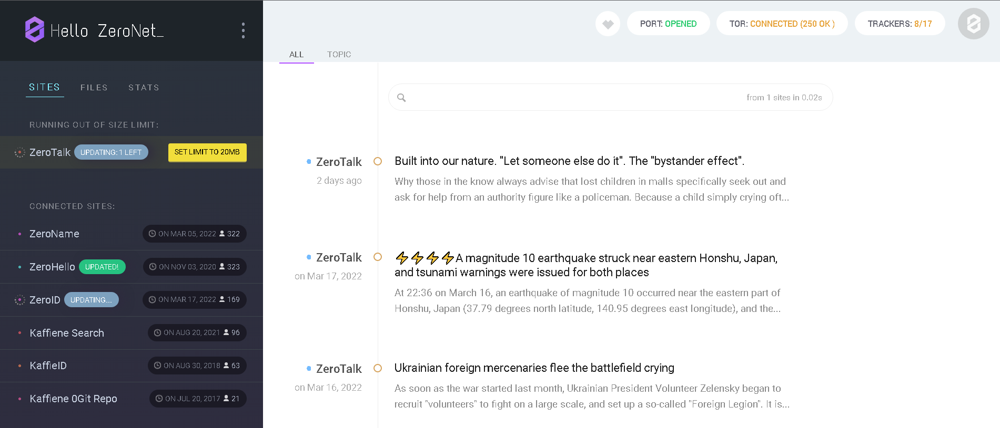 Hello ZeroNet_
SITES FILES STATS
RUNNING OUT OF SIZE LIMIT:
ZeroTalk UPDATING: 1 LEFT SET LIMIT TO 20MB
CONNECTED SITES:
ZeroName ON MAR 05, 2022 322
ZeroHello UPDATED! ON NOV 03, 2020 323
ZeroID UPDATING... ON MAR 17, 2022 169
Kaffiene Search ON AUG 20, 2021 96
KaffieID ON AUG 30, 2018 63
Kaffiene 0Git Repo ON JUL 20, 2017 21
PORT: OPENED TOR: CONNECTED (250 OK ) TRACKERS: 8/17
ALL TOPIC
from 1 sites in 0.02s
ZeroTalk
2 days ago
Built into our nature. "Let someone else do it". The "bystander effect".
Why those in the know always advise that lost children in malls specifically seek out and
ask for help from an authority figure like a policeman. Because a child simply crying oft...
ZeroTalk
on Mar 17, 2022
⚡⚡⚡⚡A magnitude 10 earthquake struck near eastern Honshu, Japan,
and tsunami warnings were issued for both places
At 22:36 on March 16, an earthquake of magnitude 10 occurred near the eastern part of
Honshu, Japan (37.79 degrees north latitude, 140.95 degrees east longitude), and the...
ZeroTalk
on Mar 16, 2022
Ukrainian foreign mercenaries flee the battlefield crying
As soon as the war started last month, Ukrainian President Volunteer Zelensky began to
recruit "volunteers" to fight on a large scale, and set up a so-called "Foreign Legion". It is...